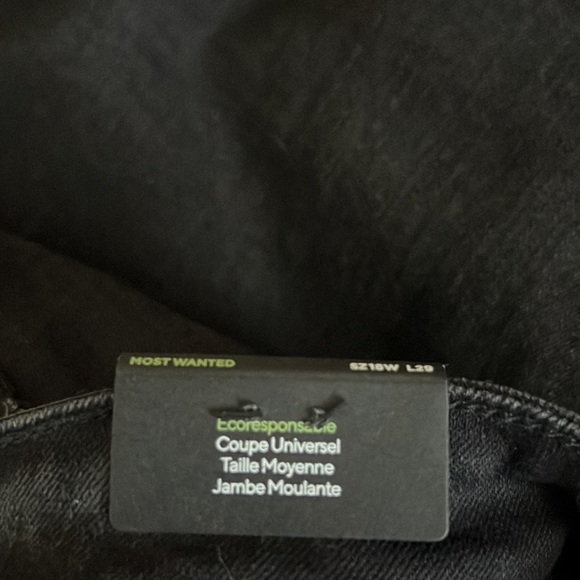 MOST WANTED SZ18W L29
Ecoresponsable
Coupe Universel
Taille Moyenne
Jambe Moulante